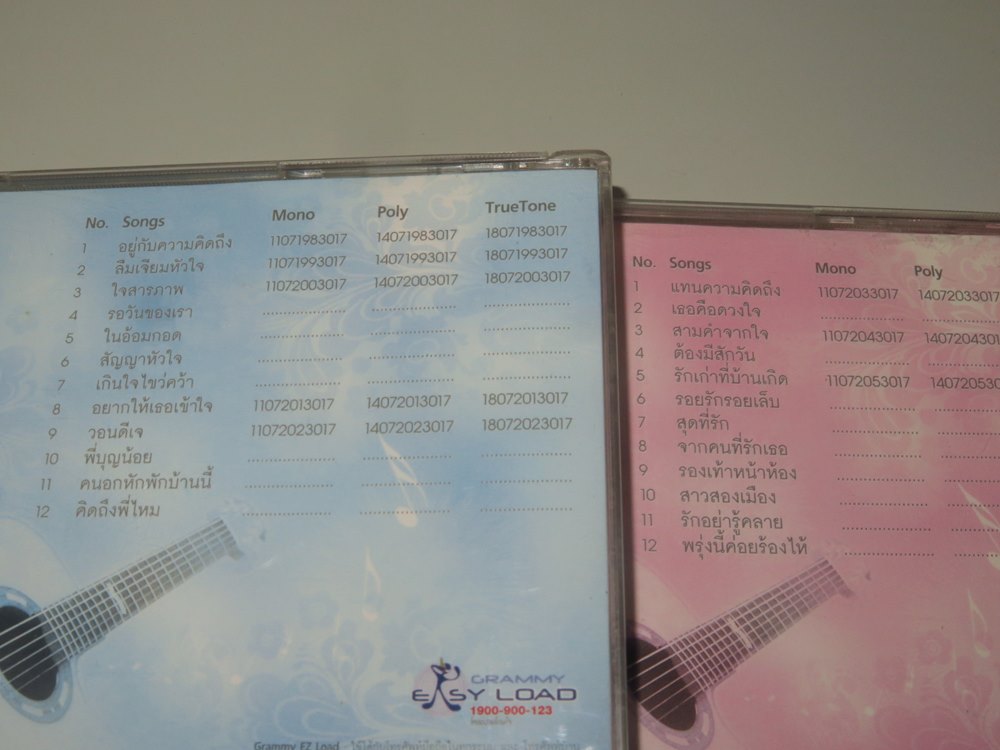 No. Songs Mono Poly TrueTone
1 อยู่กับความคิดถึง 11071983017 14071983017 18071983017
2 ลืมเจียมหัวใจ 11071993017 14071993017 18071993017
3 ใจสารภาพ 11072003017 14072003017 18072003017
4 รอวันของเรา
5 ในอ้อมกอด
6 สัญญาหัวใจ
7 เกินใจไขว่คว้า
8 อยากให้เธอเข้าใจ 11072013017 14072013017 18072013017
9 วอนดีเจ 11072023017 14072023017 18072023017
10 พี่บุญน้อย
11 คนอกหักพักบ้านนี้
12 คิดถึงพี่ไหม
GRAMMY
EASY LOAD
1900-900-123
Grammy EZ Load
No. Songs Mono Poly
1 แทนความคิดถึง 11072033017 14072033017
2 เธอคือดวงใจ
3 สามคำจากใจ 11072043017 1407204301
4 ต้องมีสักวัน
5 รักเก่าที่บ้านเกิด 11072053017 140720530
6 รอยรักรอยเล็บ
7 สุดที่รัก
8 จากคนที่รักเธอ
9 รองเท้าหน้าห้อง
10 สาวสองเมือง
11 รักอย่ารู้คลาย
12 พรุ่งนี้ค่อยร้องไห้